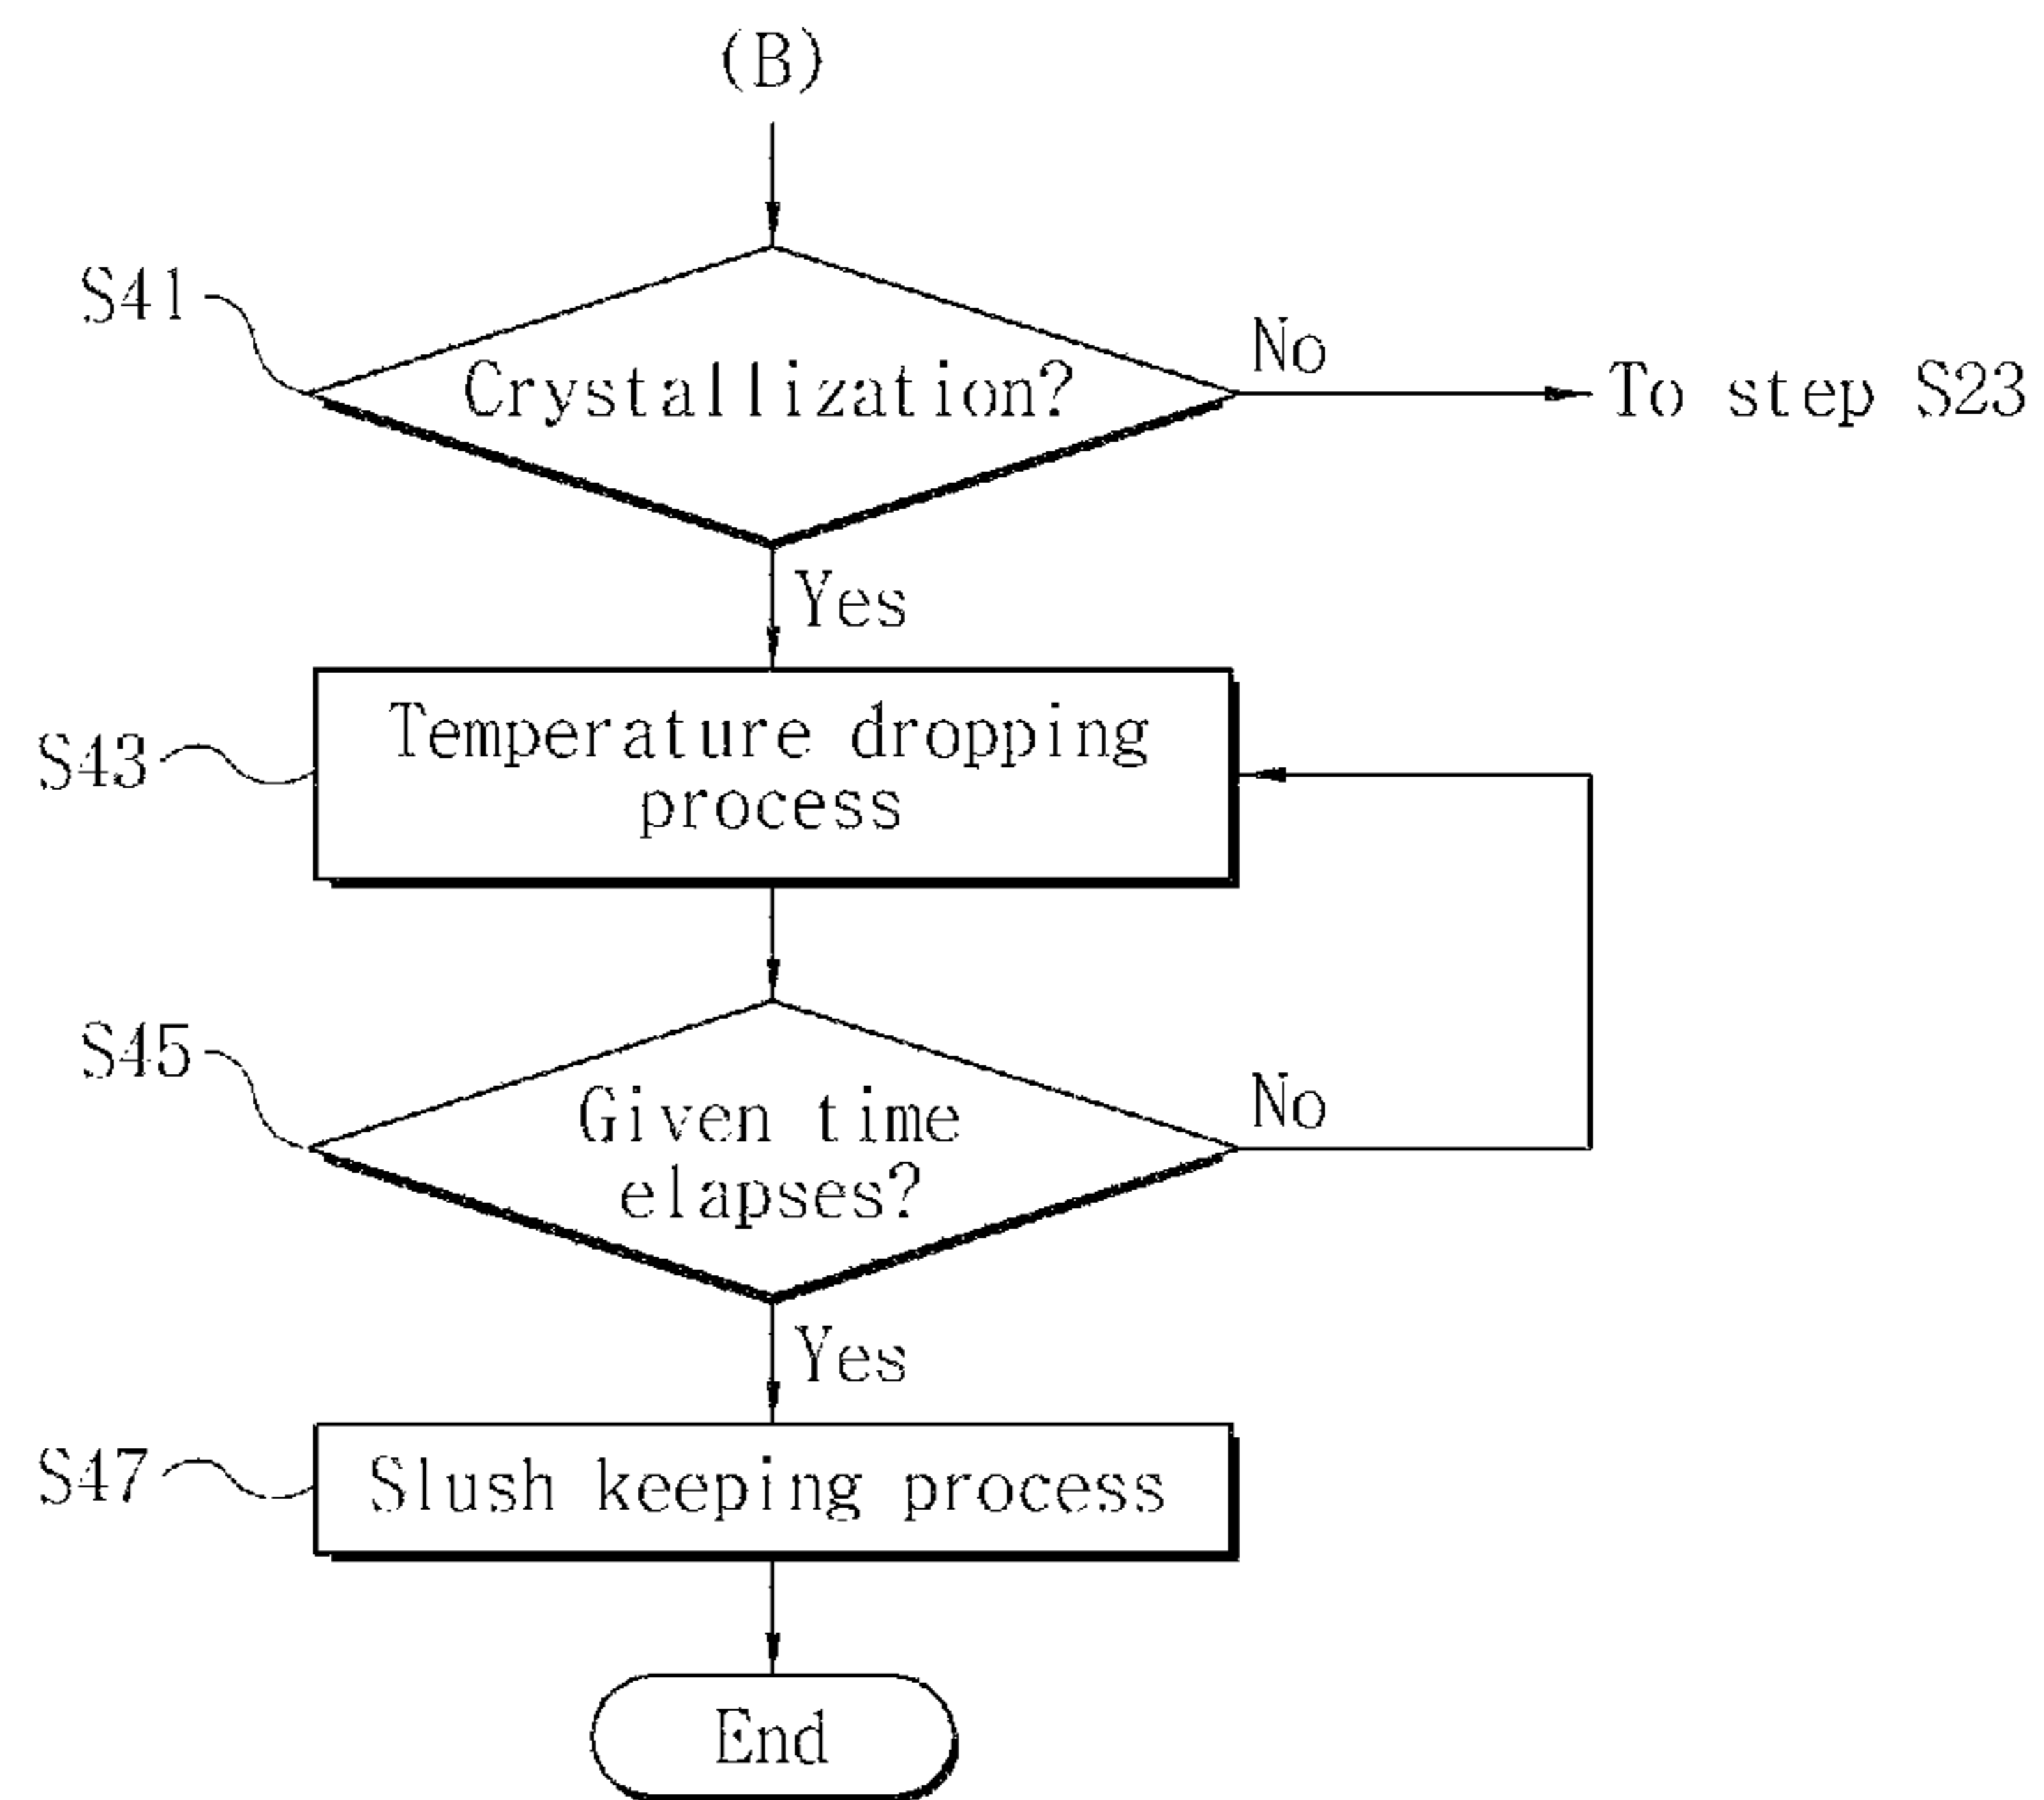 (B)
S41
Crystallization?
No
To step S23
Yes
S43
Temperature dropping
process
S45
Given time
elapses?
No
Yes
S47
Slush keeping process
End